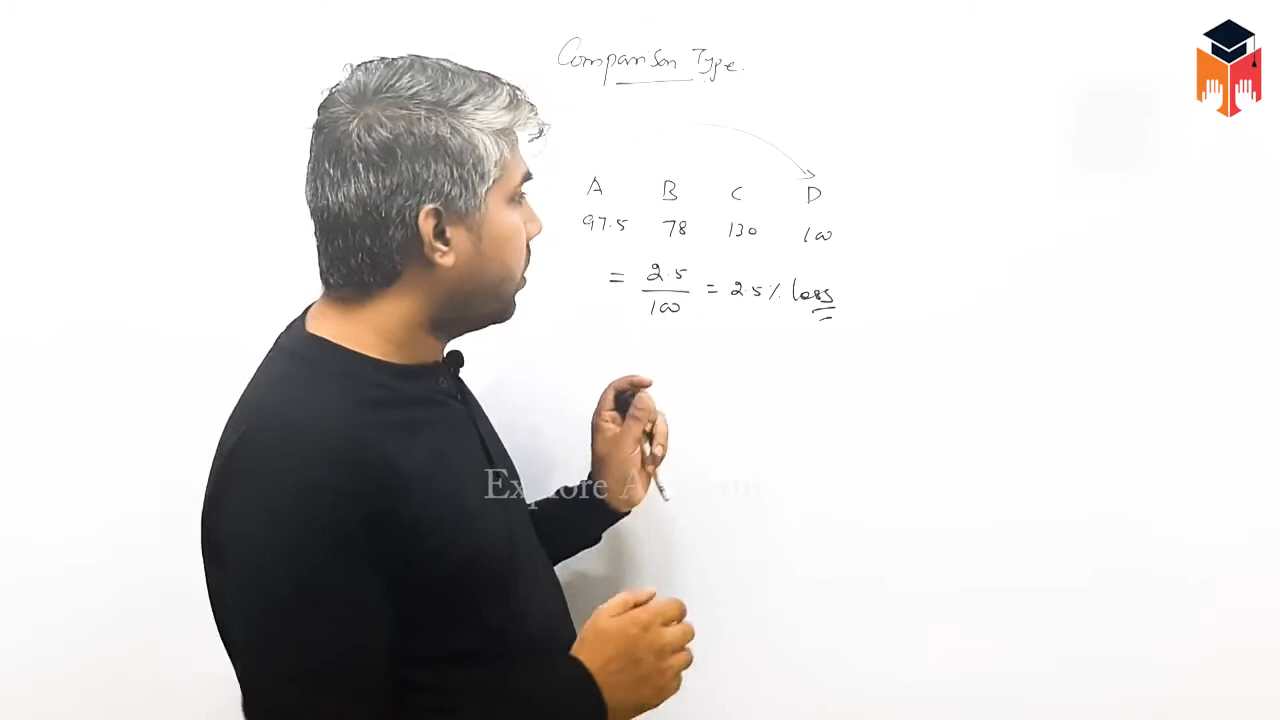 Comparison Type.
A B C D
97.5 78 130 100
= 2.5/100 = 2.5% loss
Explore